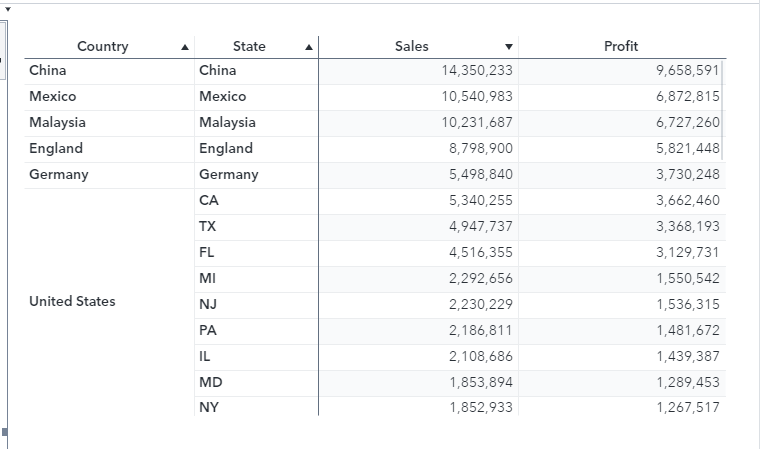 Country State Sales Profit
China China 14,350,233 9,658,591
Mexico Mexico 10,540,983 6,872,815
Malaysia Malaysia 10,231,687 6,727,260
England England 8,798,900 5,821,448
Germany Germany 5,498,840 3,730,248
CA 5,340,255 3,662,460
TX 4,947,737 3,368,193
FL 4,516,355 3,129,731
MI 2,292,656 1,550,542
United States NJ 2,230,229 1,536,315
PA 2,186,811 1,481,672
IL 2,108,686 1,439,387
MD 1,853,894 1,289,453
NY 1,852,933 1,267,517